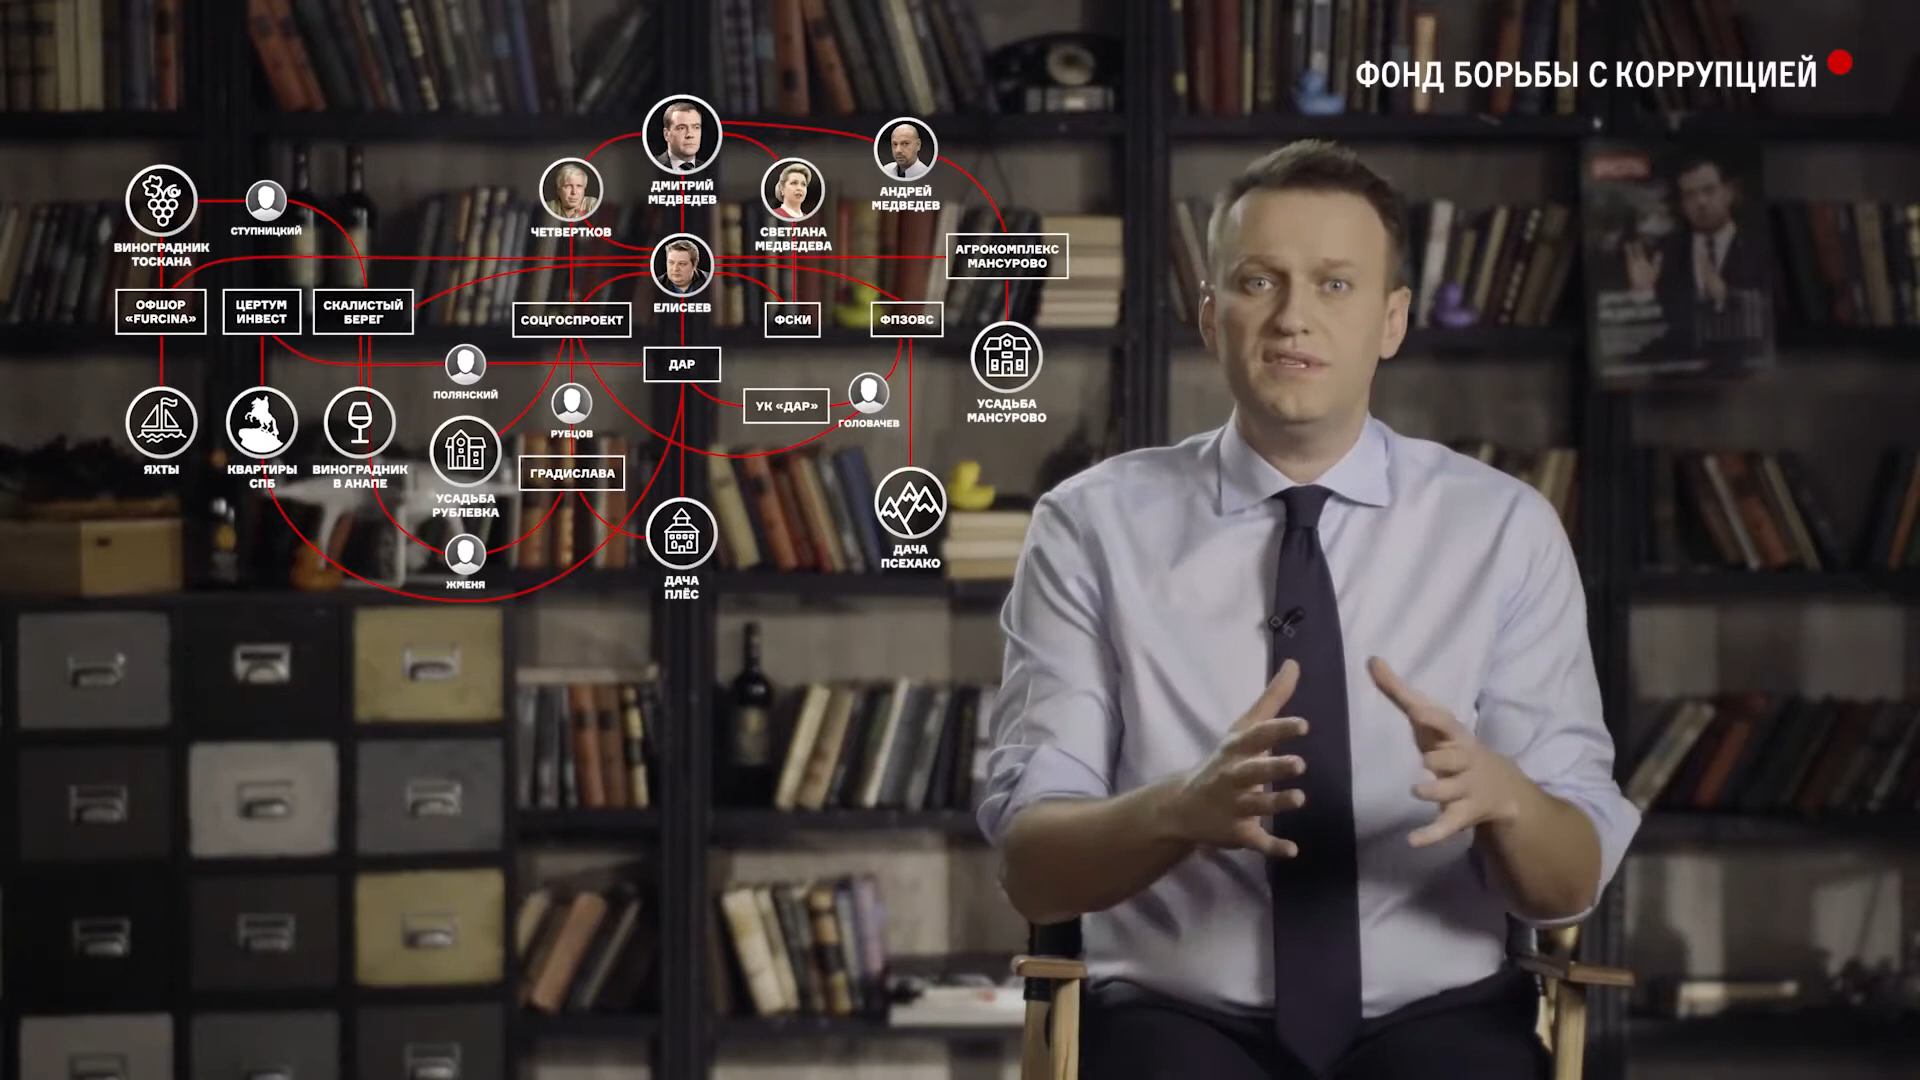 ФОНД БОРЬБЫ С КОРРУПЦИЕЙ
ДМИТРИЙ
МЕДВЕДЕВ
АНДРЕЙ
МЕДВЕДЕВ
ЧЕТВЕРТКОВ
СВЕТЛАНА
МЕДВЕДЕВА
СТУПНИЦКИЙ
ВИНОГРАДНИК
ТОСКАНА
АГРОКОМПЛЕКС
МАНСУРОВО
ЕЛИСЕЕВ
ОФШОР
«FURCINA»
ЦЕРТУМ
ИНВЕСТ
СКАЛИСТЫЙ
БЕРЕГ
СОЦГОСПРОЕКТ
ФСКИ
ФПЗОВС
ДАР
ПОЛЯНСКИЙ
УК «ДАР»
ГОЛОВАЧЕВ
УСАДЬБА
МАНСУРОВО
РУБЦОВ
ЯХТЫ
КВАРТИРЫ
СПБ
ВИНОГРАДНИК
В АНАПЕ
УСАДЬБА
РУБЛЕВКА
ГРАДИСЛАВА
ДАЧА
ПСЕХАКО
ЖМЕНЯ
ДАЧА
ПЛЁС